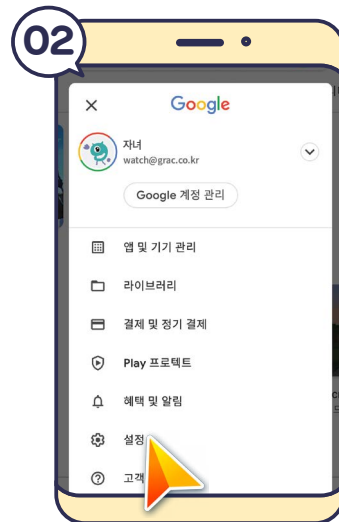 02
Google
자녀
watch@grac.co.kr
Google 계정 관리
앱 및 기기 관리
라이브러리
결제 및 정기 결제
Play 프로텍트
혜택 및 알림
설정
고객